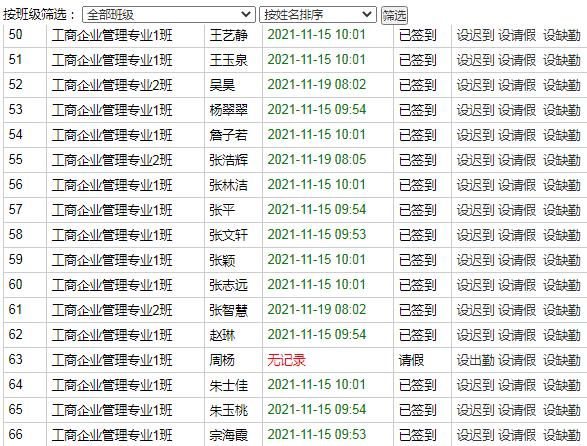 按班级筛选： 全部班级 按姓名排序 筛选
50 工商企业管理专业1班 王艺静 2021-11-15 10:01 已签到 设迟到 设请假 设缺勤
51 工商企业管理专业1班 王玉泉 2021-11-15 10:01 已签到 设迟到 设请假 设缺勤
52 工商企业管理专业2班 吴昊 2021-11-19 08:02 已签到 设迟到 设请假 设缺勤
53 工商企业管理专业1班 杨翠翠 2021-11-15 09:54 已签到 设迟到 设请假 设缺勤
54 工商企业管理专业1班 詹子若 2021-11-15 10:01 已签到 设迟到 设请假 设缺勤
55 工商企业管理专业2班 张浩辉 2021-11-19 08:05 已签到 设迟到 设请假 设缺勤
56 工商企业管理专业1班 张林洁 2021-11-15 10:01 已签到 设迟到 设请假 设缺勤
57 工商企业管理专业1班 张平 2021-11-15 09:54 已签到 设迟到 设请假 设缺勤
58 工商企业管理专业1班 张文轩 2021-11-15 09:53 已签到 设迟到 设请假 设缺勤
59 工商企业管理专业1班 张颖 2021-11-15 10:01 已签到 设迟到 设请假 设缺勤
60 工商企业管理专业1班 张志远 2021-11-15 10:01 已签到 设迟到 设请假 设缺勤
61 工商企业管理专业2班 张智慧 2021-11-19 08:02 已签到 设迟到 设请假 设缺勤
62 工商企业管理专业1班 赵琳 2021-11-15 09:54 已签到 设迟到 设请假 设缺勤
63 工商企业管理专业1班 周杨 无记录 请假 设出勤 设请假 设缺勤
64 工商企业管理专业1班 朱士佳 2021-11-15 10:01 已签到 设迟到 设请假 设缺勤
65 工商企业管理专业1班 朱玉桃 2021-11-15 09:54 已签到 设迟到 设请假 设缺勤
66 工商企业管理专业1班 宗海霞 2021-11-15 09:53 已签到 设迟到 设请假 设缺勤